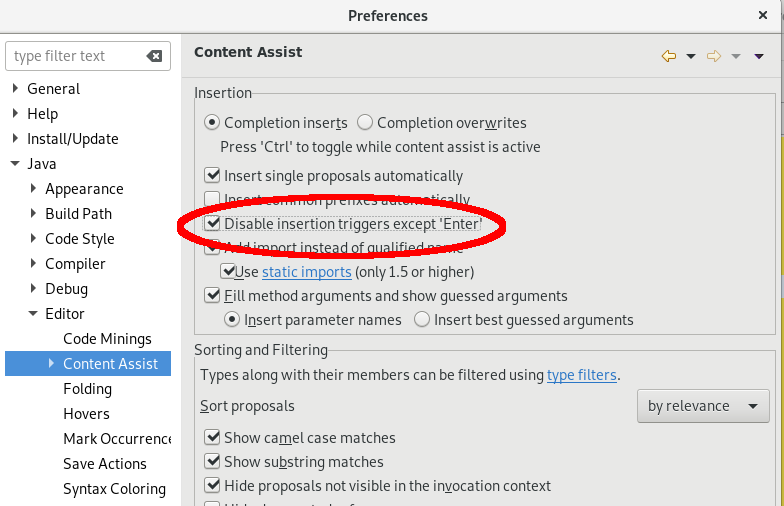 Preferences
type filter text
General
Help
Install/Update
Java
Appearance
Build Path
Code Style
Compiler
Debug
Editor
Code Minings
Content Assist
Folding
Hovers
Mark Occurrence
Save Actions
Syntax Coloring
Content Assist
Insertion
Completion inserts Completion overwrites
Press 'Ctrl' to toggle while content assist is active
Insert single proposals automatically
Insert common prefixes automatically
Disable insertion triggers except 'Enter'
Add import instead of qualified name
Use static imports (only 1.5 or higher)
Fill method arguments and show guessed arguments
Insert parameter names Insert best guessed arguments
Sorting and Filtering
Types along with their members can be filtered using type filters.
Sort proposals by relevance
Show camel case matches
Show substring matches
Hide proposals not visible in the invocation context